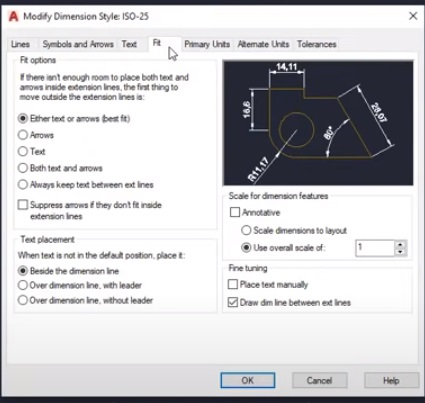 A Modify Dimension Style: ISO-25
Lines Symbols and Arrows Text Fit Primary Units Alternate Units Tolerances
Fit options
If there isn't enough room to place both text and
arrows inside extension lines, the first thing to
move outside the extension lines is:
Either text or arrows (best fit)
Arrows
Text
Both text and arrows
Always keep text between ext lines
Suppress arrows if they don't fit inside
extension lines
Text placement
When text is not in the default position, place it:
Beside the dimension line
Over dimension line, with leader
Over dimension line, without leader
14,11
16,6
28,07
60°
R11,17
Scale for dimension features
Annotative
Scale dimensions to layout
Use overall scale of: 1
Fine tuning
Place text manually
Draw dim line between ext lines
OK Cancel Help